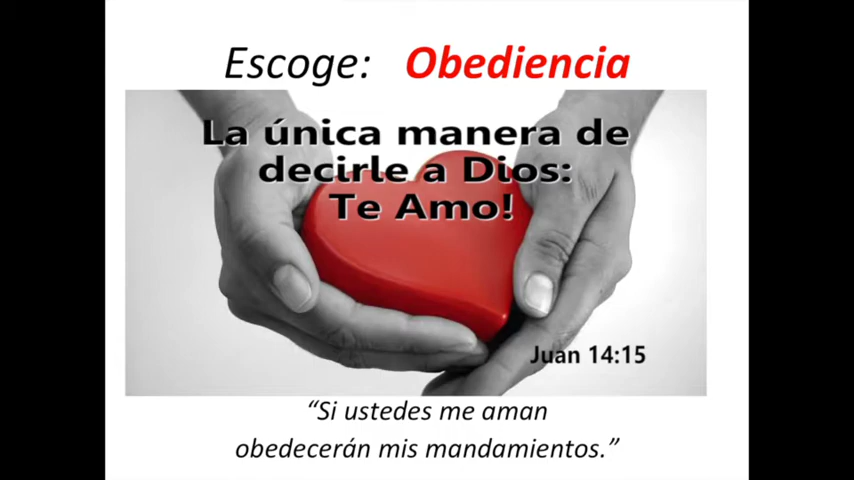 Escoge: Obediencia
La única manera de
decirle a Dios:
Te Amo!
Juan 14:15
“Si ustedes me aman
obedecerán mis mandamientos.”